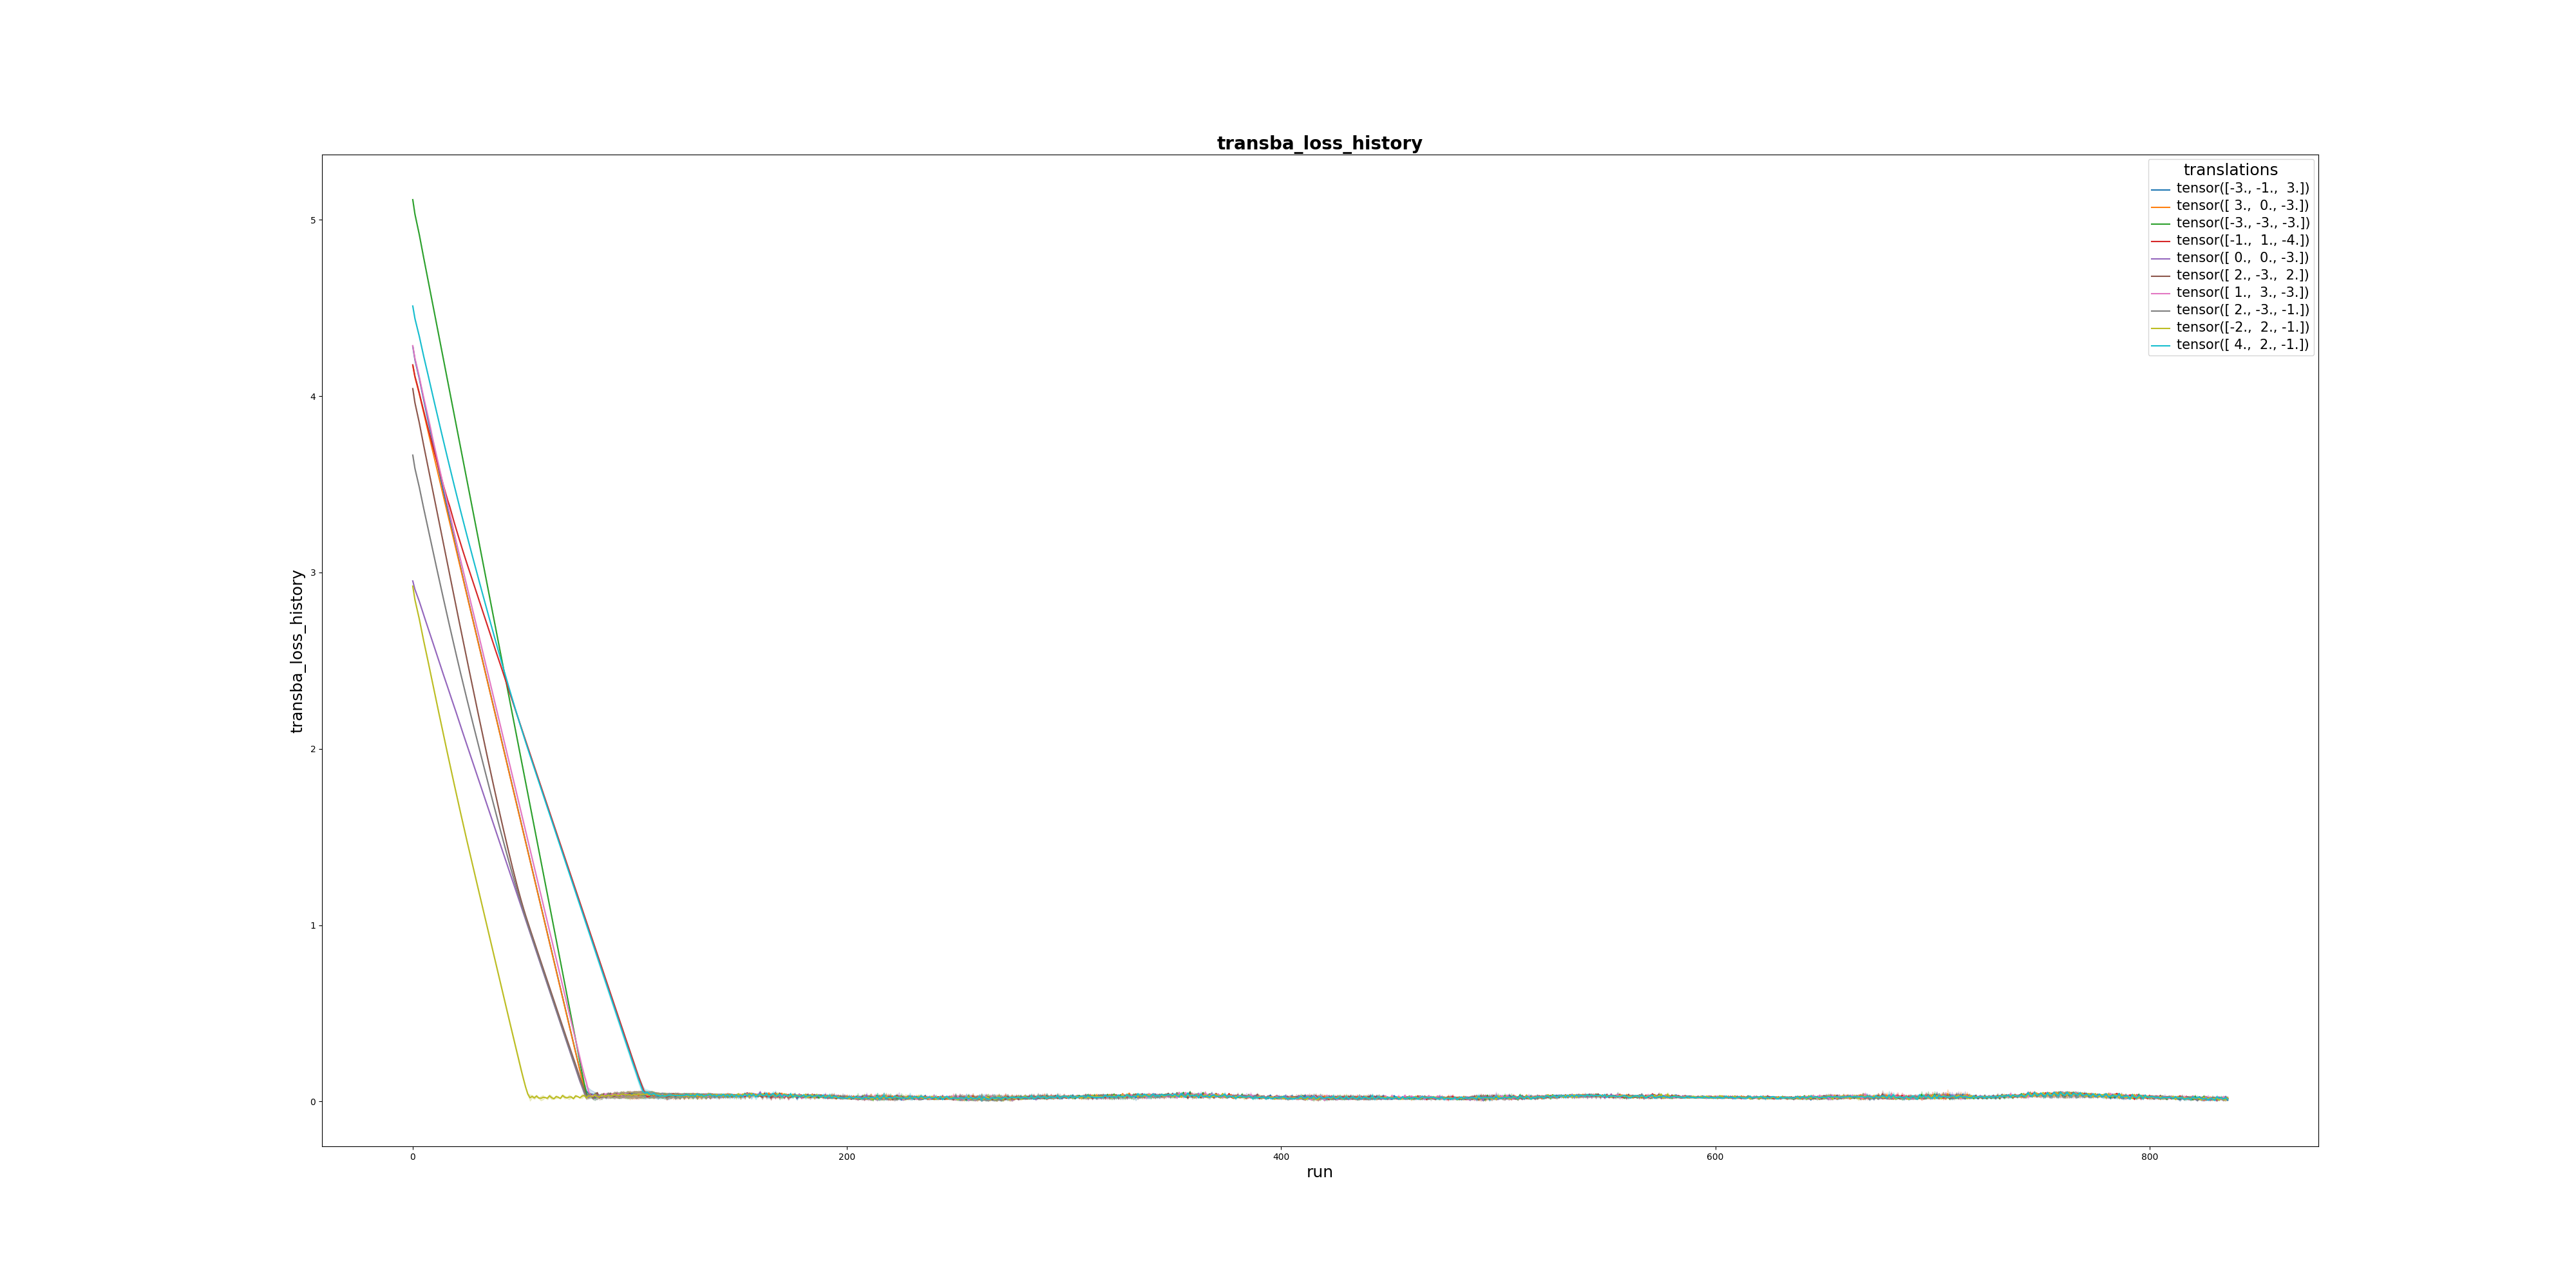 transba_loss_history
translations
tensor([-3., -1.,  3.])
tensor([ 3.,  0., -3.])
tensor([-3., -3., -3.])
tensor([-1.,  1., -4.])
tensor([ 0.,  0., -3.])
tensor([ 2., -3.,  2.])
tensor([ 1.,  3., -3.])
tensor([ 2., -3., -1.])
tensor([-2.,  2., -1.])
tensor([ 4.,  2., -1.])
transba_loss_history
5
4
3
2
1
0
0 200 400 600 800
run